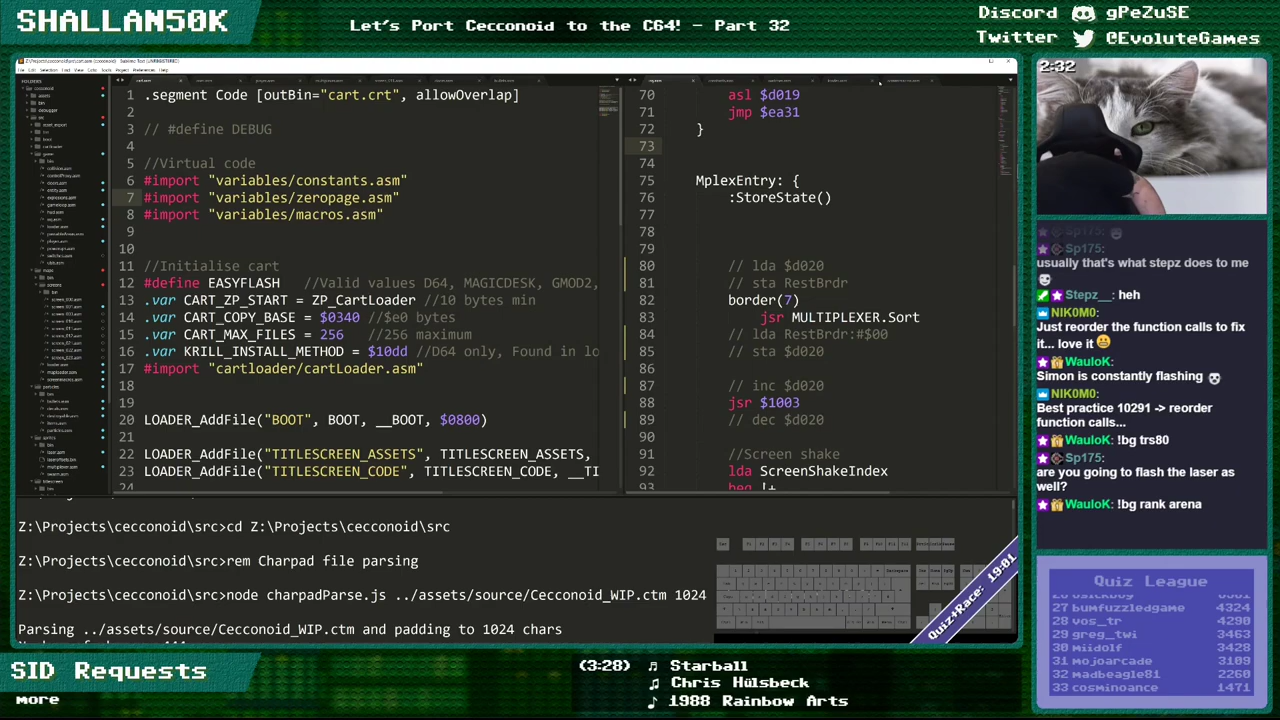 SHALLAN50K
Let's Port Cecconoid to the C64! - Part 32
Discord gPeZuSE
Twitter @EvoluteGames
1 .segment Code [outBin="cart.crt", allowOverlap]
2
3 // #define DEBUG
4
5 //Virtual code
6 #import "variables/constants.asm"
7 #import "variables/zeropage.asm"
8 #import "variables/macros.asm"
9
10
11 //Initialise cart
12 #define EASYFLASH //Valid values D64, MAGICDESK, GMOD2,
13 .var CART_ZP_START = ZP_CartLoader //10 bytes min
14 .var CART_COPY_BASE = $0340 //$e0 bytes
15 .var CART_MAX_FILES = 256 //256 maximum
16 .var KRILL_INSTALL_METHOD = $10dd //D64 only, Found in lo
17 #import "cartloader/cartLoader.asm"
18
19
20 LOADER_AddFile("BOOT", BOOT, __BOOT, $0800)
21
22 LOADER_AddFile("TITLESCREEN_ASSETS", TITLESCREEN_ASSETS,
23 LOADER_AddFile("TITLESCREEN_CODE", TITLESCREEN_CODE, __TI
24
70 asl $d019
71 jmp $ea31
72 }
73
74
75 MplexEntry: {
76 :StoreState()
77
78
79
80 // lda $d020
81 // sta RestBrdr
82 border(7)
83 jsr MULTIPLEXER.Sort
84 // lda RestBrdr:#$00
85 // sta $d020
86
87 // inc $d020
88 jsr $1003
89 // dec $d020
90
91 //Screen shake
92 lda ScreenShakeIndex
93 beq !+
Z:\Projects\cecconoid\src>cd Z:\Projects\cecconoid\src
Z:\Projects\cecconoid\src>rem Charpad file parsing
Z:\Projects\cecconoid\src>node charpadParse.js ../assets/source/Cecconoid_WIP.ctm 1024
Parsing ../assets/source/Cecconoid_WIP.ctm and padding to 1024 chars
Quiz+Race: 19:01
2:32
Sp175:
Sp175:
usually that's what stepz does to me
Stepz__: heh
NIK0M0:
Just reorder the function calls to fix
it... love it
WauloK:
Simon is constantly flashing
NIK0M0:
Best practice 10291 -> reorder
function calls...
WauloK: !bg trs80
Sp175:
are you going to flash the laser as
well?
WauloK: !bg rank arena
Quiz League
27 bumfuzzledgame 4324
28 vos_tr 4290
29 greg_twi 3463
30 miidolf 3428
31 mojoarcade 3109
32 madbeagle81 2260
33 cosminoance 1471
SID Requests
more
(3:28) Starball
Chris Hülsbeck
1988 Rainbow Arts